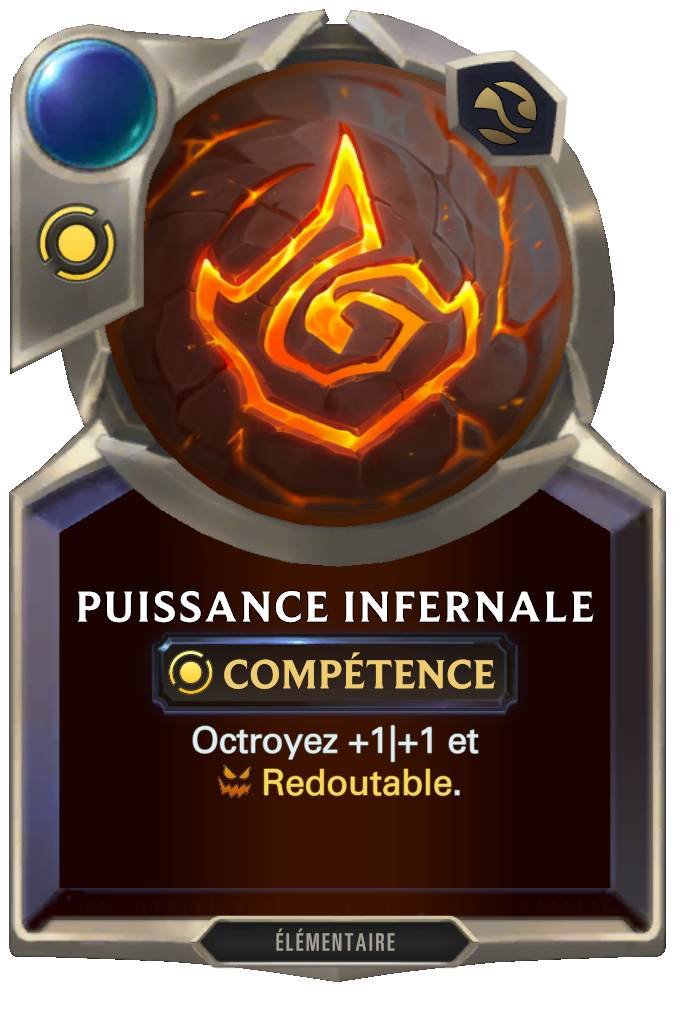 PUISSANCE INFERNALE
COMPÉTENCE
Octroyez +1|+1 et
Redoutable.
ÉLÉMENTAIRE